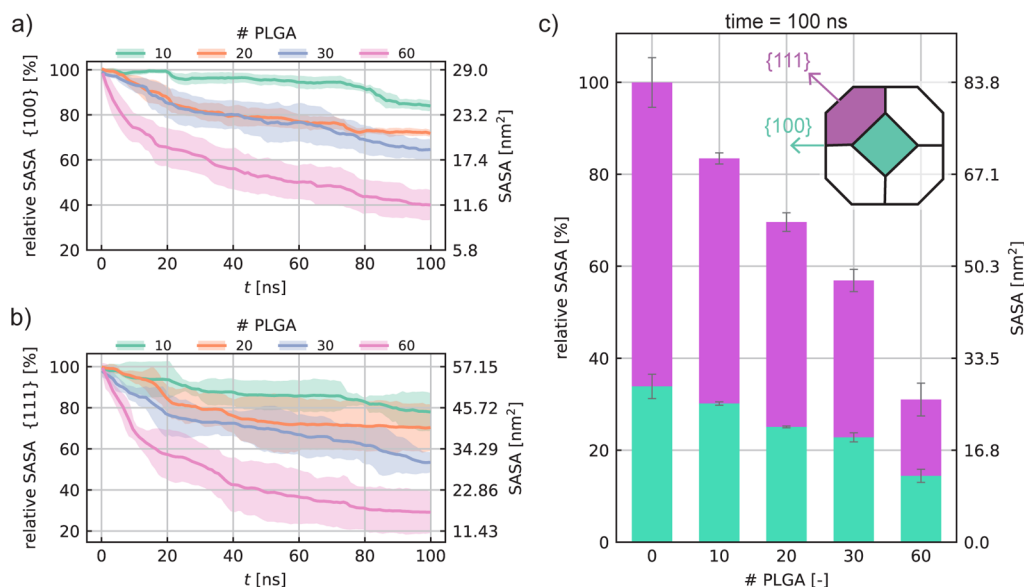 a)
# PLGA
10 20 30 60
relative SASA {100} [%]
100
80
60
40
20
29.0
23.2
17.4
11.6
5.8
SASA [nm²]
0 20 40 60 80 100
t [ns]
b)
# PLGA
10 20 30 60
relative SASA {111} [%]
100
80
60
40
20
57.15
45.72
34.29
22.86
11.43
SASA [nm²]
0 20 40 60 80 100
t [ns]
c)
time = 100 ns
{111}
{100}
relative SASA [%]
100
80
60
40
20
0
83.8
67.1
50.3
33.5
16.8
0.0
SASA [nm²]
0 10 20 30 60
# PLGA [-]